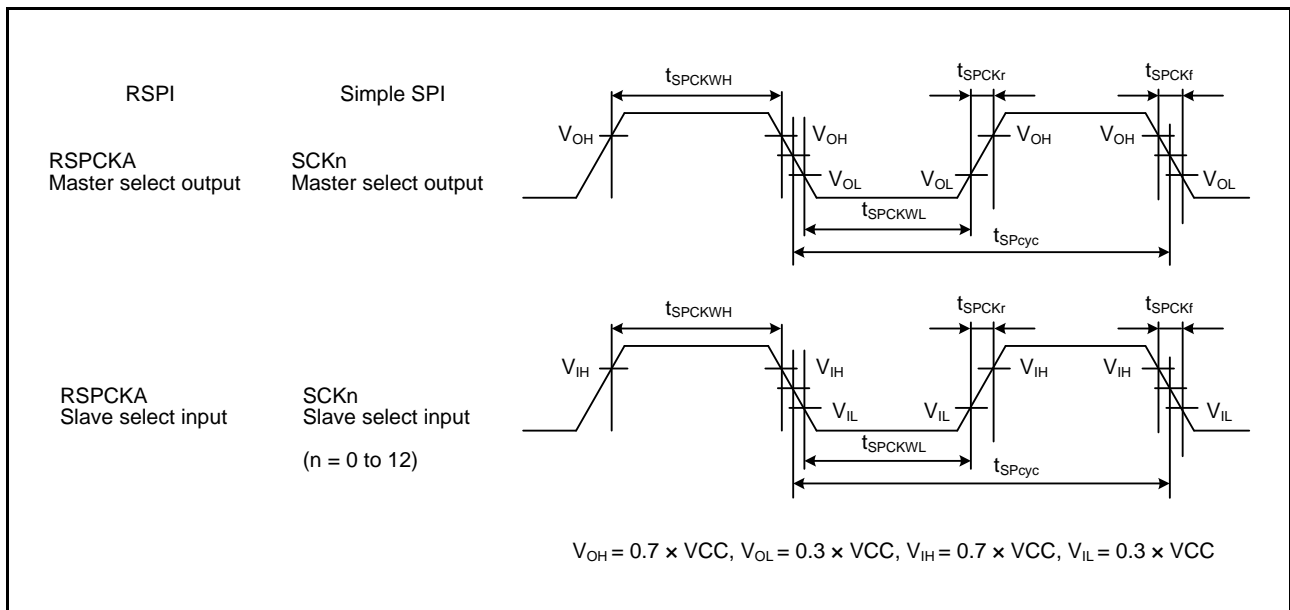 RSPI Simple SPI
tSPCKWH tSPCKr tSPCKf
VOH VOH VOH VOH
RSPCKA SCKn
Master select output Master select output
VOL VOL VOL
tSPCKWL
tSPcyc
tSPCKWH tSPCKr tSPCKf
VIH VIH VIH VIH
RSPCKA SCKn
Slave select input Slave select input
VIL VIL VIL
(n = 0 to 12)
tSPCKWL
tSPcyc
VOH = 0.7 × VCC, VOL = 0.3 × VCC, VIH = 0.7 × VCC, VIL = 0.3 × VCC